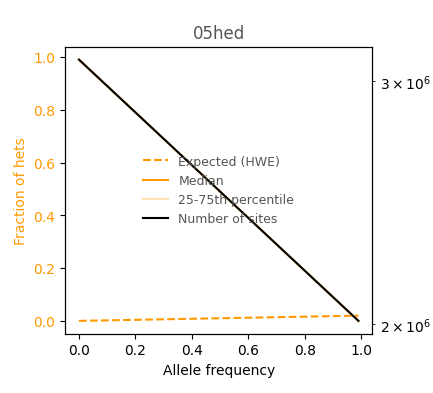 05hed
Fraction of hets
1.0
0.8
0.6
0.4
0.2
0.0
Expected (HWE)
Median
25-75th percentile
Number of sites
3 × 10⁶
2 × 10⁶
0.0 0.2 0.4 0.6 0.8 1.0
Allele frequency